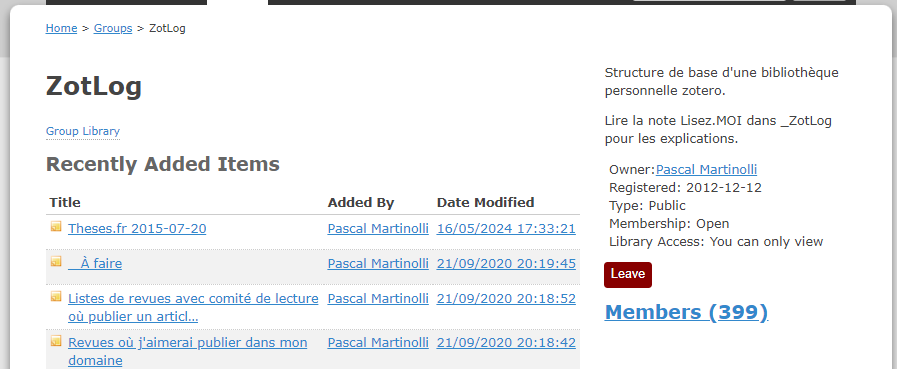 Home > Groups > ZotLog
ZotLog
Group Library
Recently Added Items
Title Added By Date Modified
Theses.fr 2015-07-20 Pascal Martinolli 16/05/2024 17:33:21
__À faire Pascal Martinolli 21/09/2020 20:19:45
Listes de revues avec comité de lecture Pascal Martinolli 21/09/2020 20:18:52
où publier un articl...
Revues où j'aimerai publier dans mon Pascal Martinolli 21/09/2020 20:18:42
domaine
Structure de base d'une bibliothèque
personnelle zotero.
Lire la note Lisez.MOI dans _ZotLog
pour les explications.
Owner:Pascal Martinolli
Registered: 2012-12-12
Type: Public
Membership: Open
Library Access: You can only view
Leave
Members (399)